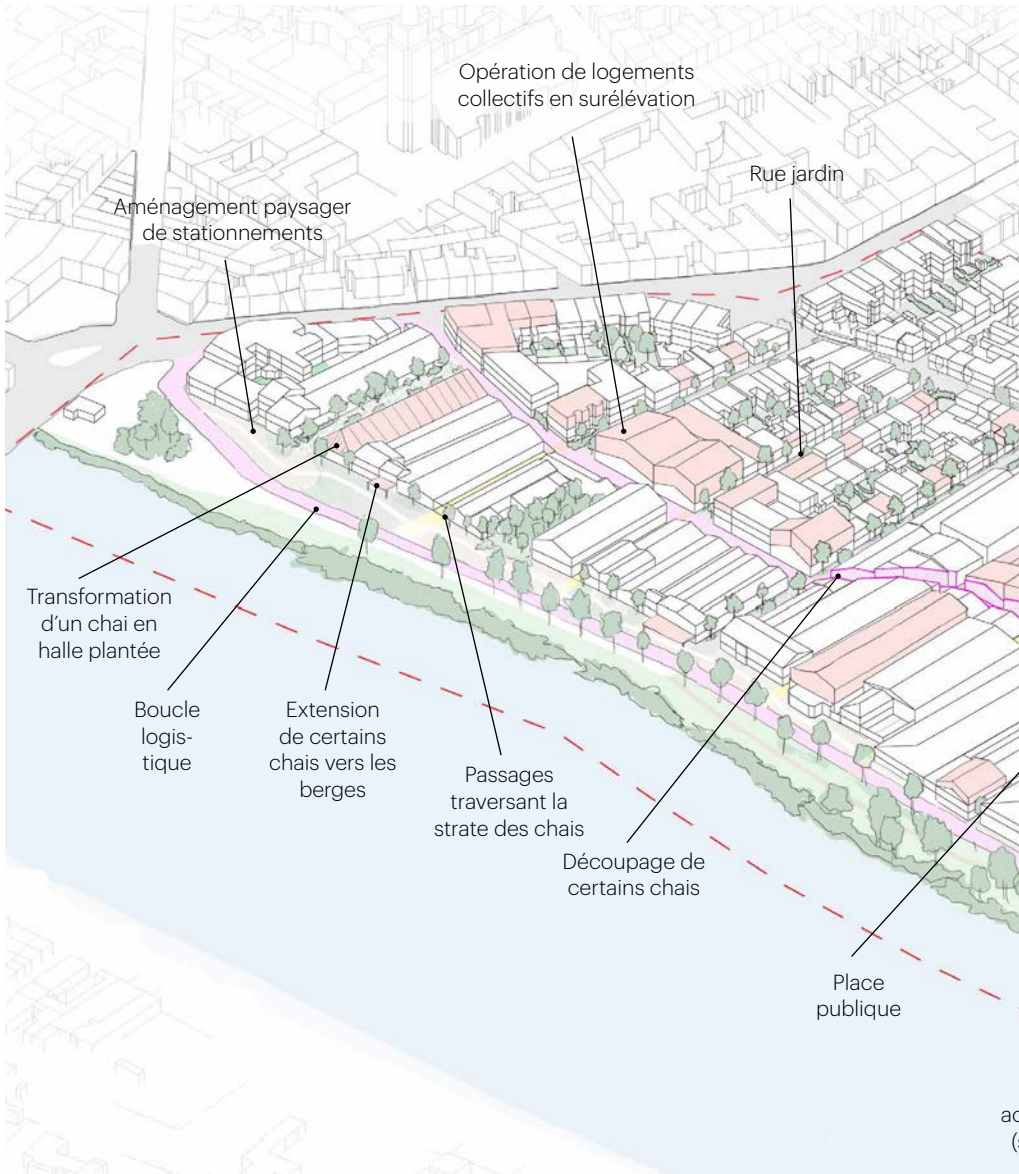 Opération de logements
collectifs en surélévation
Rue jardin
Aménagement paysager
de stationnements
Transformation
d'un chai en
halle plantée
Boucle
logis-
tique
Extension
de certains
chais vers les
berges
Passages
traversant la
strate des chais
Découpage de
certains chais
Place
publique